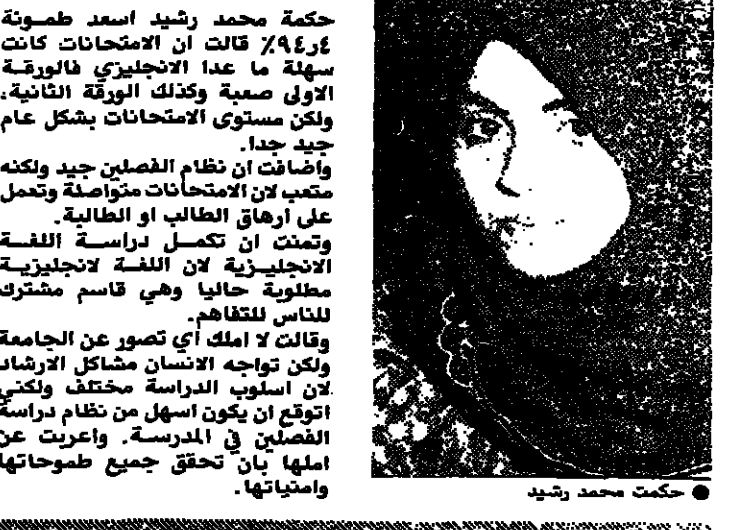 حكمة محمد رشيد اسعد طمونة
٩٤ر٤٪ قالت ان الامتحانات كانت
سهلة ما عدا الانجليزي فالورقة
الاولى صعبة وكذلك الورقة الثانية،
ولكن مستوى الامتحانات بشكل عام
جيد جدا.
واضافت ان نظام الفصلين جيد ولكنه
متعب لان الامتحانات متواصلة وتعمل
على ارهاق الطالب او الطالبة.
وتمنت ان تكمل دراسة اللغة
الانجليزية لان اللغة لانجليزية
مطلوبة حاليا وهي قاسم مشترك
للناس للتفاهم.
وقالت لا املك أي تصور عن الجامعة
ولكن تواجه الانسان مشاكل الارشاد
لان اسلوب الدراسة مختلف ولكني
اتوقع ان يكون اسهل من نظام دراسة
الفصلين في المدرسة. واعربت عن
املها بان تحقق جميع طموحاتها
وامنياتها.
● حكمت محمد رشيد